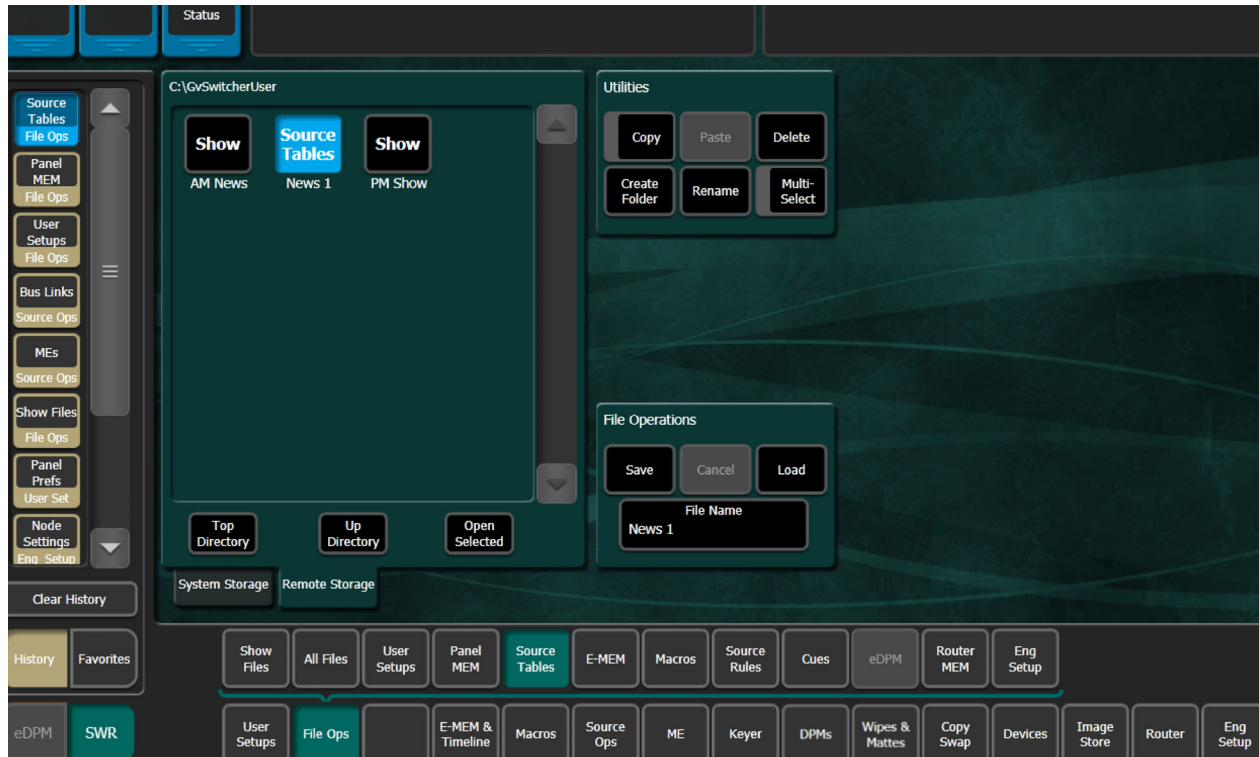 Status
Source
Tables
File Ops
Panel
MEM
File Ops
User
Setups
File Ops
Bus Links
Source Ops
MEs
Source Ops
Show Files
File Ops
Panel
Prefs
User Set
Node
Settings
Eng Setup
Clear History
History
Favorites
eDPM
SWR
C:\GvSwitcherUser
Show
AM News
Source
Tables
News 1
Show
PM Show
Top
Directory
Up
Directory
Open
Selected
System Storage
Remote Storage
Utilities
Copy
Paste
Delete
Create
Folder
Rename
Multi-
Select
File Operations
Save
Cancel
Load
File Name
News 1
Show
Files
All Files
User
Setups
Panel
MEM
Source
Tables
E-MEM
Macros
Source
Rules
Cues
eDPM
Router
MEM
Eng
Setup
User
Setups
File Ops
E-MEM &
Timeline
Macros
Source
Ops
ME
Keyer
DPMs
Wipes &
Mattes
Copy
Swap
Devices
Image
Store
Router
Eng
Setup